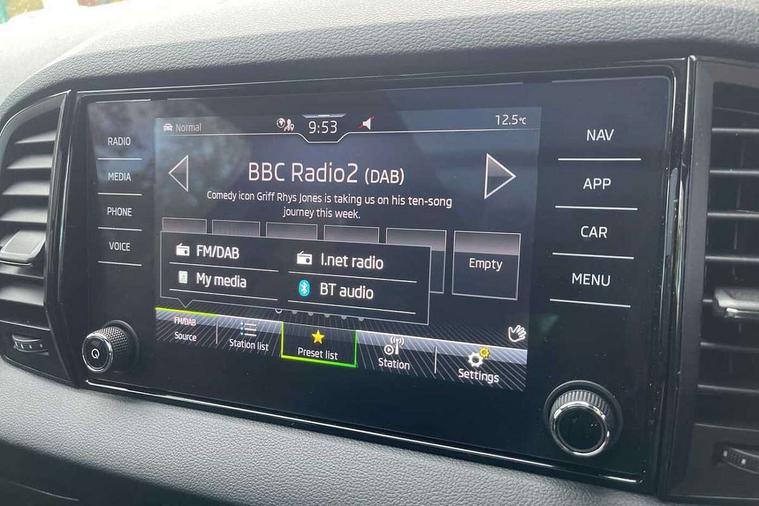 Normal
9:53
12.5°C
RADIO
MEDIA
PHONE
VOICE
BBC Radio2 (DAB)
Comedy icon Griff Rhys Jones is taking us on his ten-song
journey this week.
FM/DAB
I.net radio
My media
BT audio
Empty
FM/DAB
Source
Station list
Preset list
Station
Settings
NAV
APP
CAR
MENU